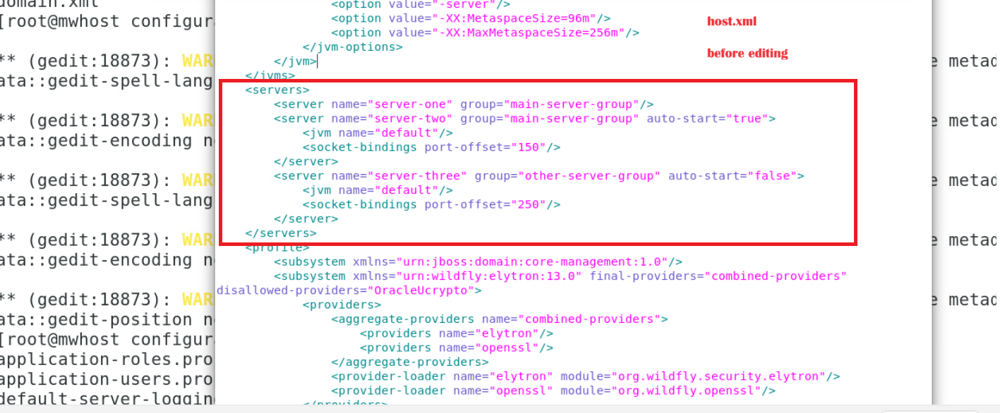 domain.xml
[root@mwhost configur
** (gedit:18873): WAR
ata::gedit-spell-lang
** (gedit:18873): WAR
ata::gedit-encoding n
** (gedit:18873): WAR
ata::gedit-spell-lang
** (gedit:18873): WAR
ata::gedit-encoding n
** (gedit:18873): WAR
ata::gedit-position n
[root@mwhost configur
application-roles.pro
application-users.pro
default-server-loggin
<option value="-server"/>
<option value="-XX:MetaspaceSize=96m"/>
<option value="-XX:MaxMetaspaceSize=256m"/>
</jvm-options>
</jvm>
</jvms>
<servers>
<server name="server-one" group="main-server-group"/>
<server name="server-two" group="main-server-group" auto-start="true">
<jvm name="default"/>
<socket-bindings port-offset="150"/>
</server>
<server name="server-three" group="other-server-group" auto-start="false">
<jvm name="default"/>
<socket-bindings port-offset="250"/>
</server>
</servers>
<profile>
<subsystem xmlns="urn:jboss:domain:core-management:1.0"/>
<subsystem xmlns="urn:wildfly:elytron:13.0" final-providers="combined-providers"
disallowed-providers="OracleUcrypto">
<providers>
<aggregate-providers name="combined-providers">
<providers name="elytron"/>
<providers name="openssl"/>
</aggregate-providers>
<provider-loader name="elytron" module="org.wildfly.security.elytron"/>
<provider-loader name="openssl" module="org.wildfly.openssl"/>
</providers>
host.xml
before editing
e metad
e metad
e metad
e metad
e metad